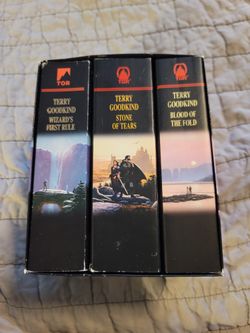 TOR
TERRY
GOODKIND
WIZARD'S
FIRST RULE
TERRY
GOODKIND
STONE
OF TEARS
TERRY
GOODKIND
BLOOD OF
THE FOLD